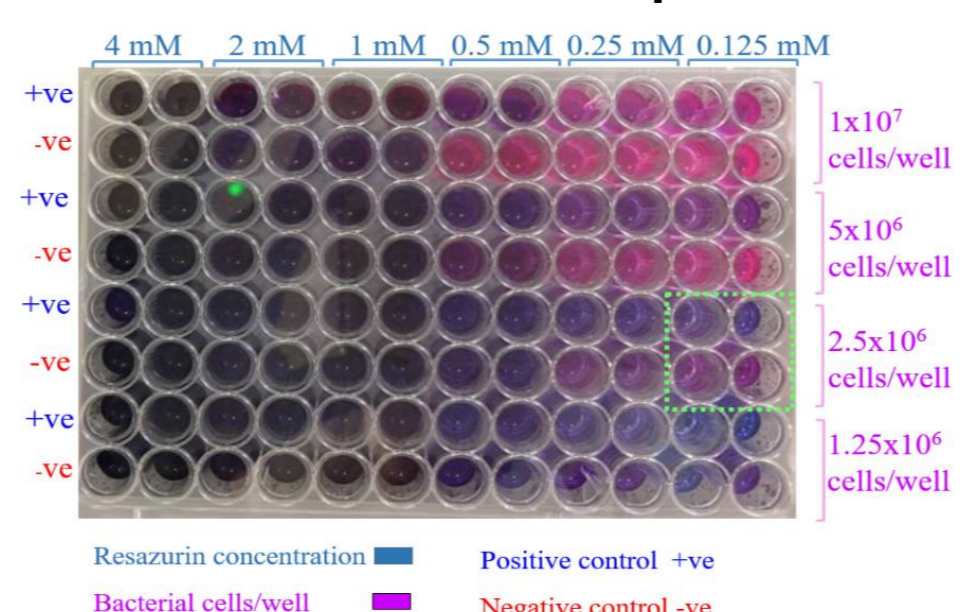 4 mM 2 mM 1 mM 0.5 mM 0.25 mM 0.125 mM
+ve
-ve
1x10⁷
cells/well
+ve
-ve
5x10⁶
cells/well
+ve
-ve
2.5x10⁶
cells/well
+ve
-ve
1.25x10⁶
cells/well
Resazurin concentration
Positive control +ve
Bacterial cells/well
Negative control -ve